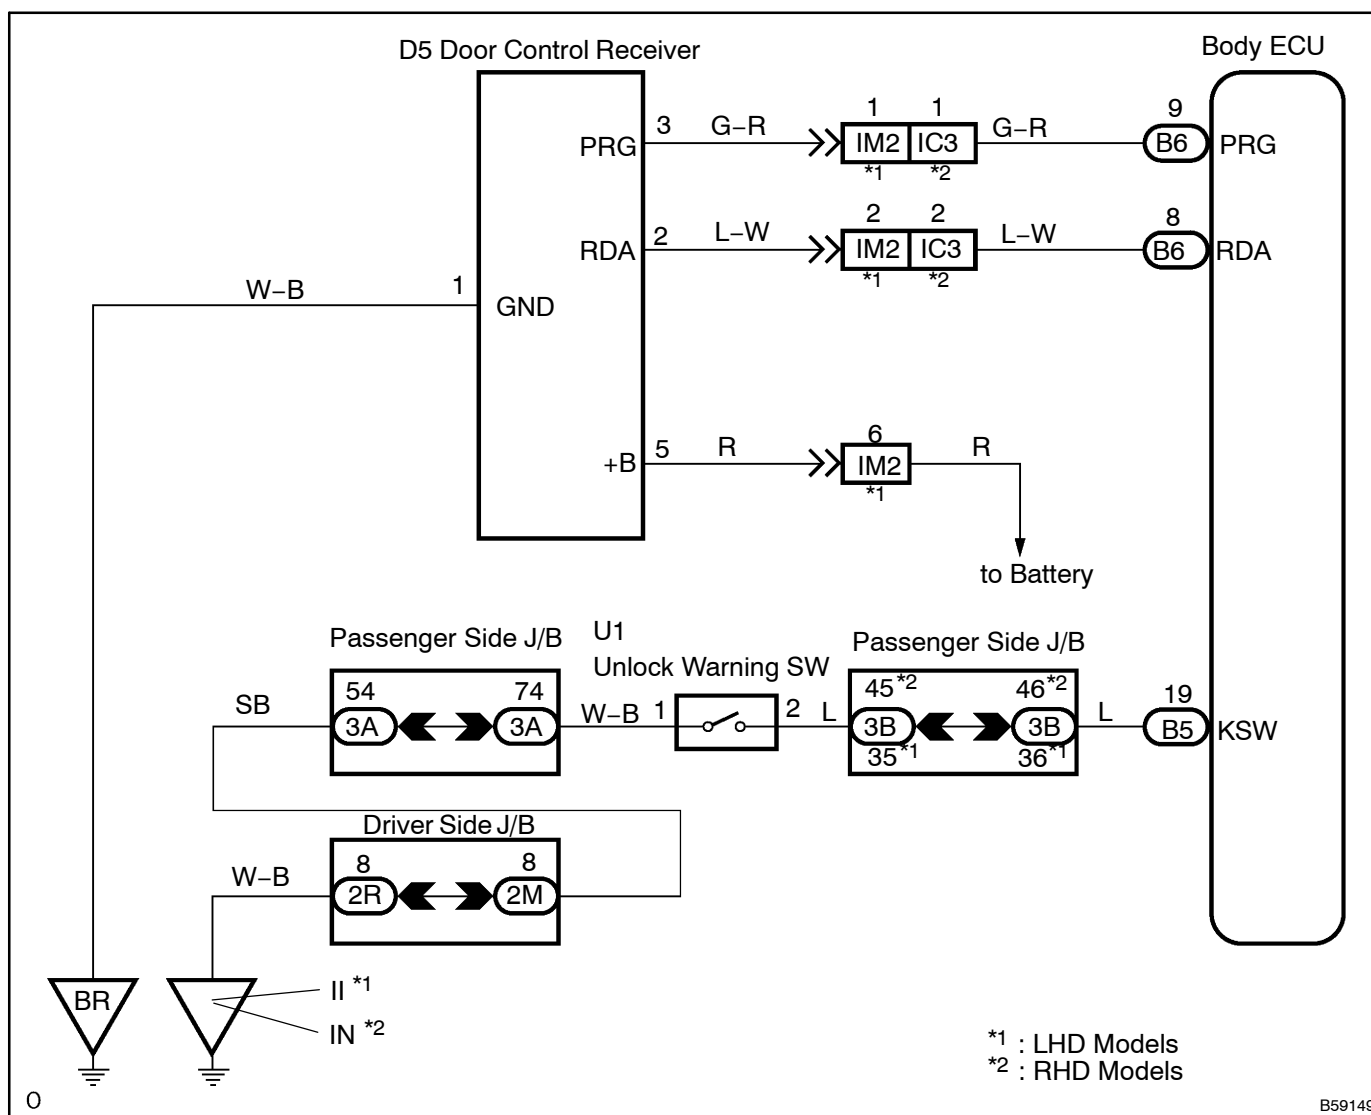 D5 Door Control Receiver
Body ECU
PRG 3 G–R 1 1 G–R 9 PRG
IM2 IC3 B6
*1 *2
RDA 2 L–W 2 2 L–W 8 RDA
IM2 IC3 B6
*1 *2
W–B 1 GND
+B 5 R 6 R
IM2
*1
to Battery
Passenger Side J/B
U1
Unlock Warning SW
Passenger Side J/B
SB 54 74 W–B 1 2 L 45*2 46*2 L 19
3A 3A 3B 3B B5 KSW
35*1 36*1
Driver Side J/B
W–B 8 8
2R 2M
BR
II *1
IN *2
*1 : LHD Models
*2 : RHD Models
O
B59149